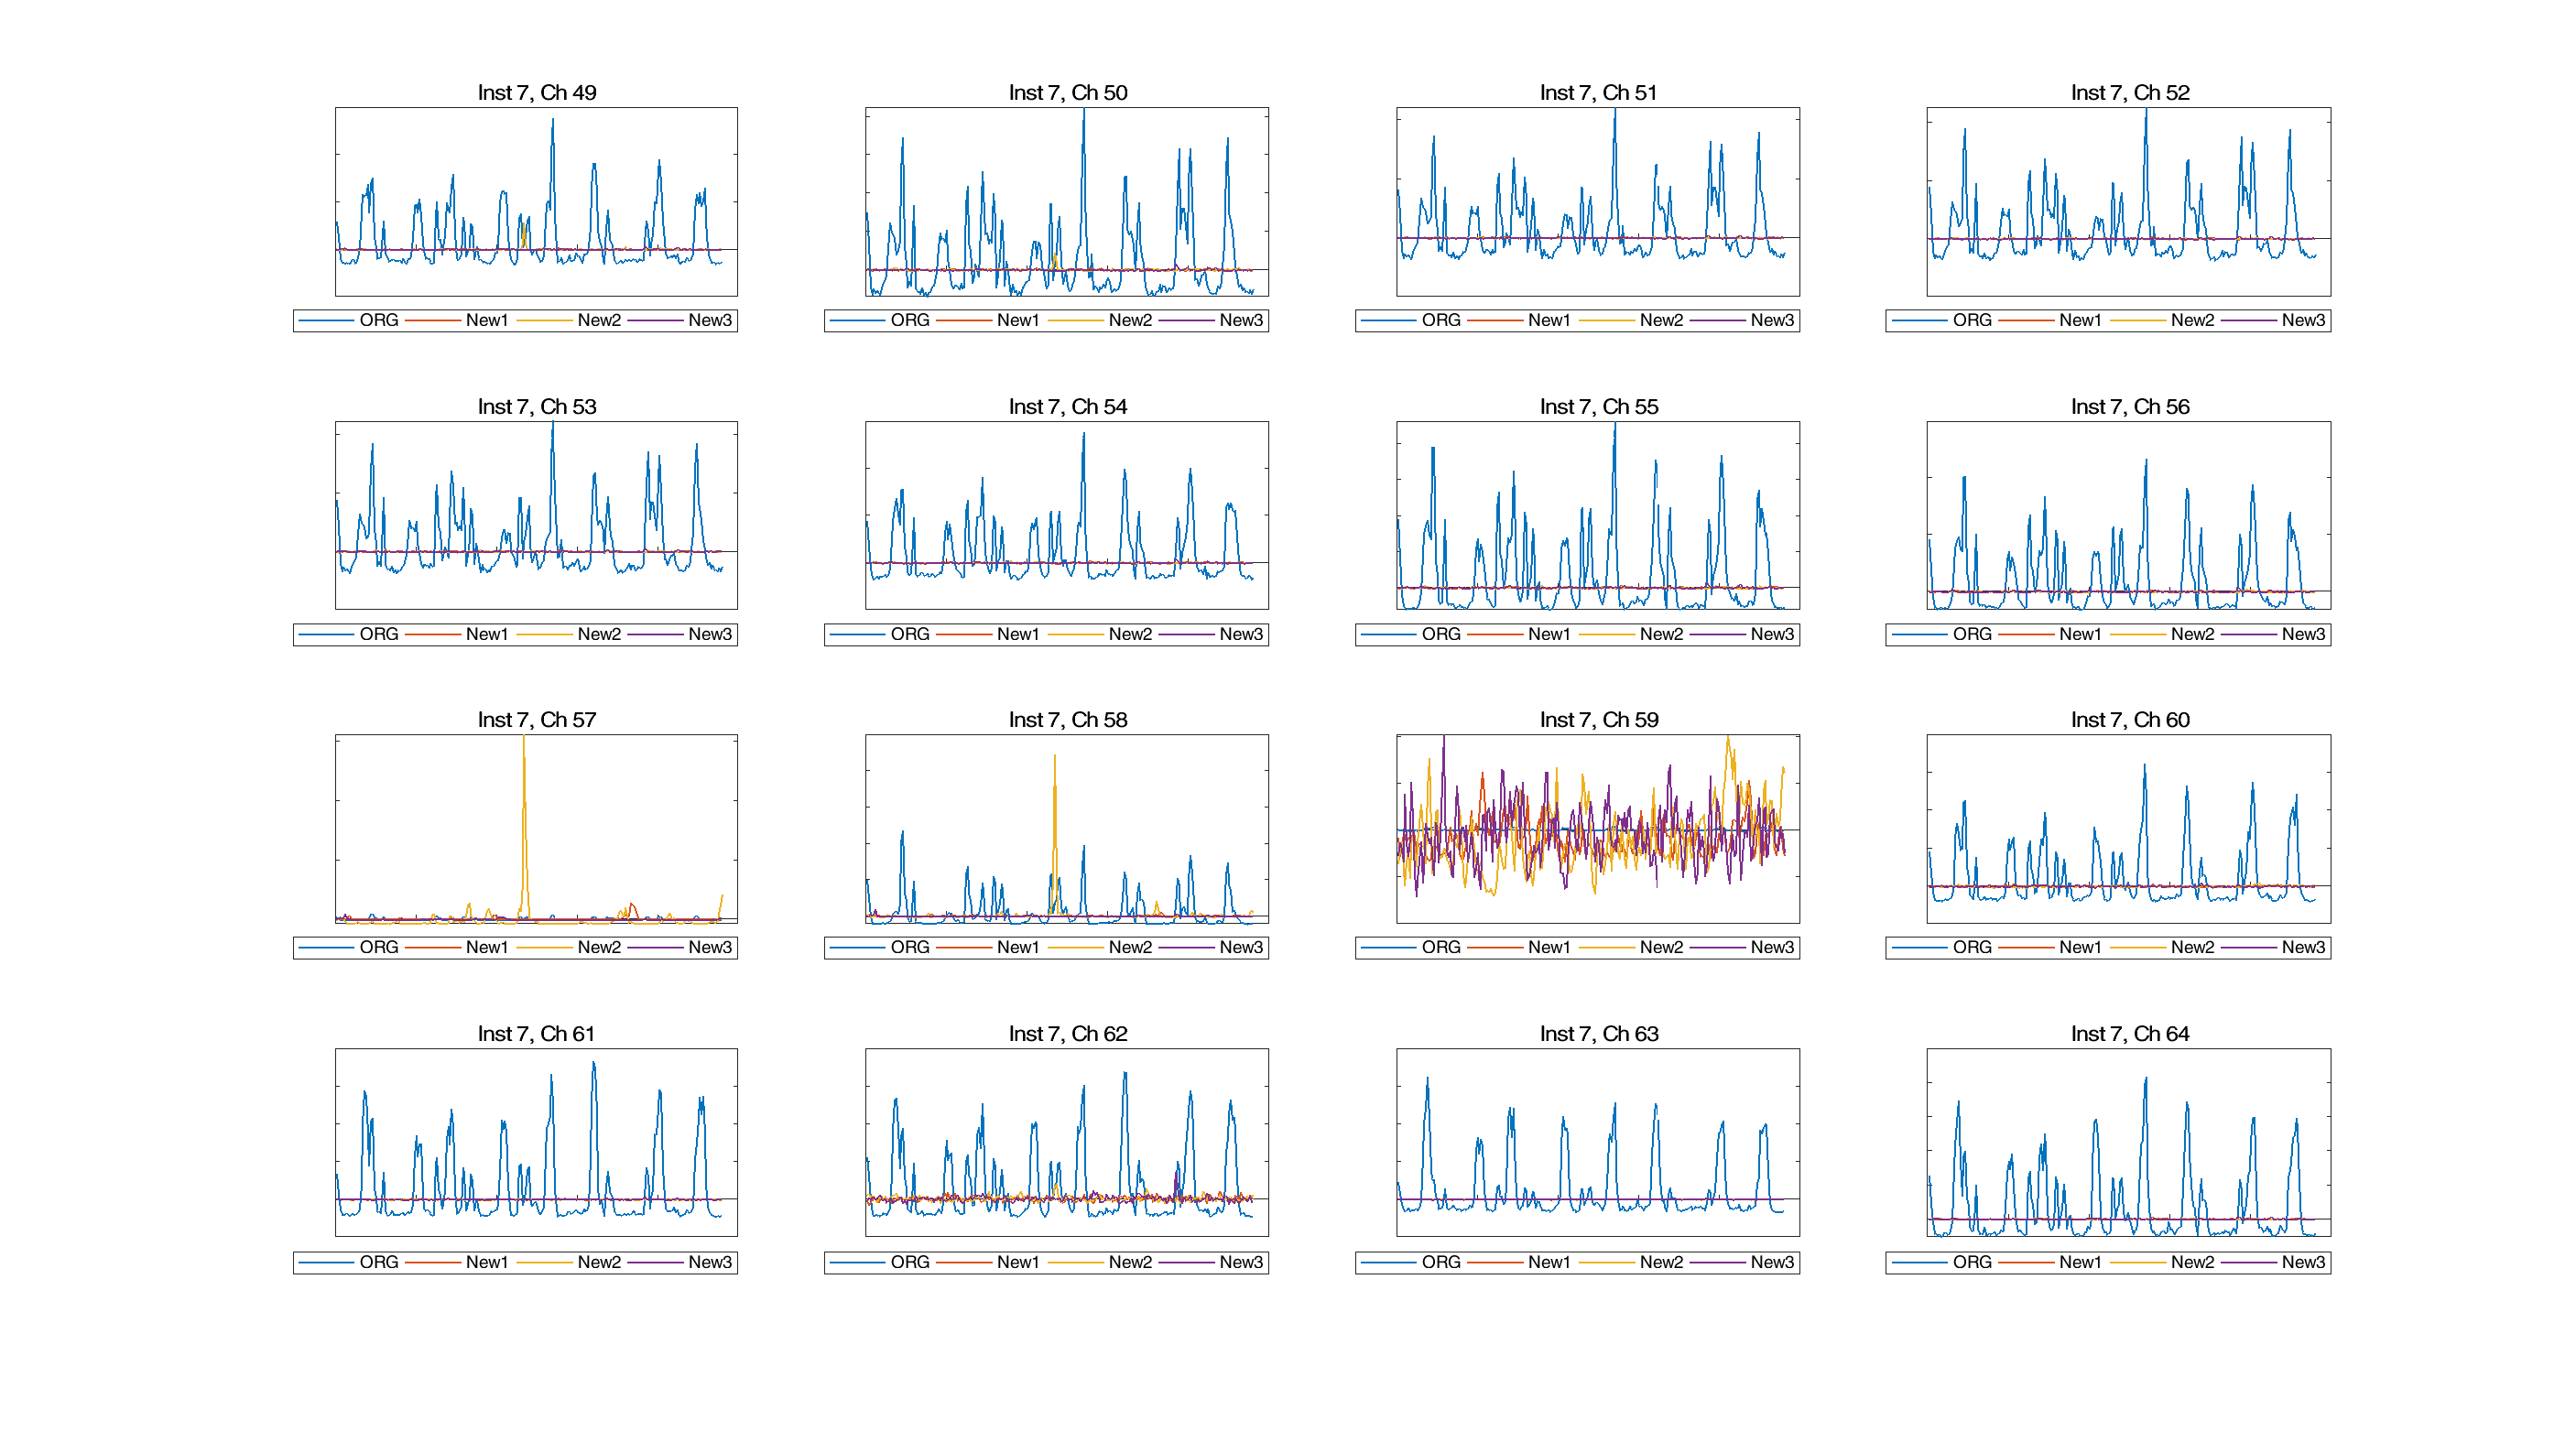 Inst 7, Ch 49
Inst 7, Ch 50
Inst 7, Ch 51
Inst 7, Ch 52
ORG New1 New2 New3
ORG New1 New2 New3
ORG New1 New2 New3
ORG New1 New2 New3
Inst 7, Ch 53
Inst 7, Ch 54
Inst 7, Ch 55
Inst 7, Ch 56
ORG New1 New2 New3
ORG New1 New2 New3
ORG New1 New2 New3
ORG New1 New2 New3
Inst 7, Ch 57
Inst 7, Ch 58
Inst 7, Ch 59
Inst 7, Ch 60
ORG New1 New2 New3
ORG New1 New2 New3
ORG New1 New2 New3
ORG New1 New2 New3
Inst 7, Ch 61
Inst 7, Ch 62
Inst 7, Ch 63
Inst 7, Ch 64
ORG New1 New2 New3
ORG New1 New2 New3
ORG New1 New2 New3
ORG New1 New2 New3